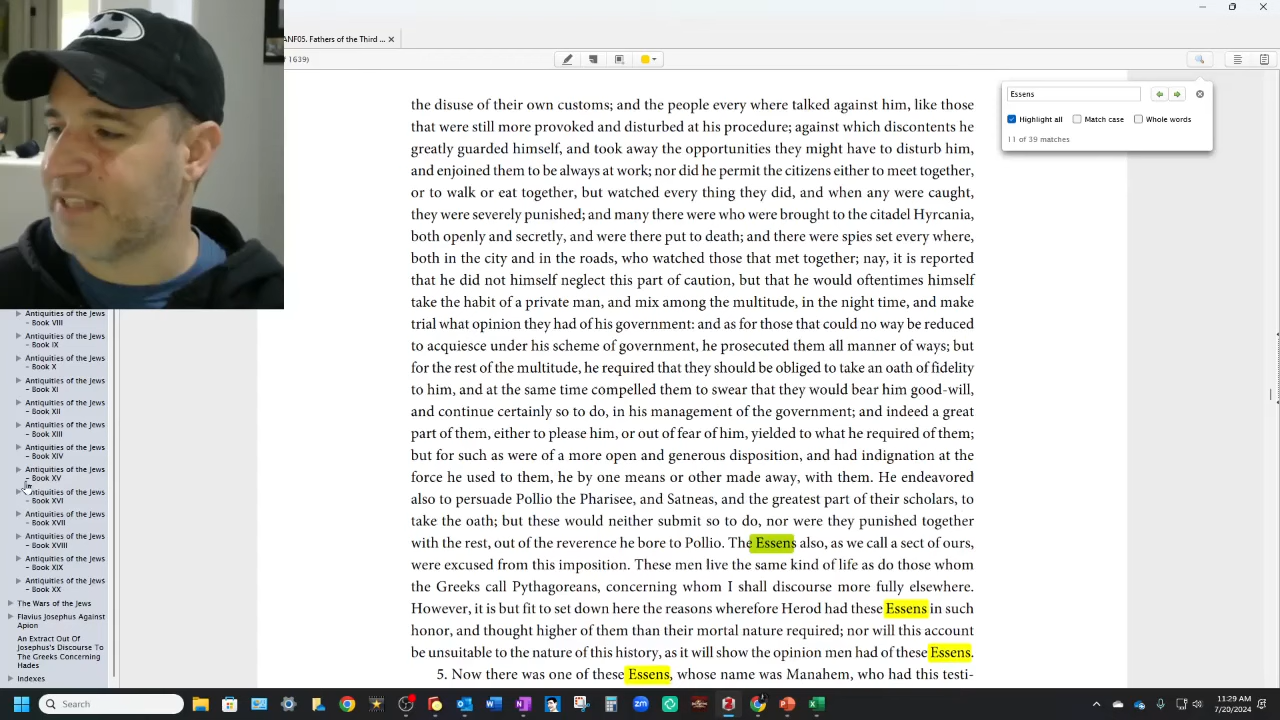 ANF05. Fathers of the Third ... ×
1639)
Essens
Highlight all
Match case
Whole words
11 of 39 matches
the disuse of their own customs; and the people every where talked against him, like those
that were still more provoked and disturbed at his procedure; against which discontents he
greatly guarded himself, and took away the opportunities they might have to disturb him,
and enjoined them to be always at work; nor did he permit the citizens either to meet together,
or to walk or eat together, but watched every thing they did, and when any were caught,
they were severely punished; and many there were who were brought to the citadel Hyrcania,
both openly and secretly, and were there put to death; and there were spies set every where,
both in the city and in the roads, who watched those that met together; nay, it is reported
that he did not himself neglect this part of caution, but that he would oftentimes himself
take the habit of a private man, and mix among the multitude, in the night time, and make
trial what opinion they had of his government: and as for those that could no way be reduced
to acquiesce under his scheme of government, he persecuted them all manner of ways; but
for the rest of the multitude, he required that they should be obliged to take an oath of fidelity
to him, and at the same time compelled them to swear that they would bear him good-will,
and continue certainly so to do, in his management of the government; and indeed a great
part of them, either to please him, or out of fear of him, yielded to what he required of them;
but for such as were of a more open and generous disposition, and had indignation at the
force he used to them, he by one means or other made away, with them. He endeavored
also to persuade Pollio the Pharisee, and Satneas, and the greatest part of their scholars, to
take the oath; but these would neither submit so to do, nor were they punished together
with the rest, out of the reverence he bore to Pollio. The Essens also, as we call a sect of ours,
were excused from this imposition. These men live the same kind of life as do those whom
the Greeks call Pythagoreans, concerning whom I shall discourse more fully elsewhere.
However, it is but fit to set down here the reasons wherefore Herod had these Essens in such
honor, and thought higher of them than their mortal nature required; nor will this account
be unsuitable to the nature of this history, as it will show the opinion men had of these Essens.
5. Now there was one of these Essens, whose name was Manahem, who had this testi-
Antiquities of the Jews
– Book VIII
Antiquities of the Jews
– Book IX
Antiquities of the Jews
– Book X
Antiquities of the Jews
– Book XI
Antiquities of the Jews
– Book XII
Antiquities of the Jews
– Book XIII
Antiquities of the Jews
– Book XIV
Antiquities of the Jews
– Book XV
Antiquities of the Jews
– Book XVI
Antiquities of the Jews
– Book XVII
Antiquities of the Jews
– Book XVIII
Antiquities of the Jews
– Book XIX
Antiquities of the Jews
– Book XX
The Wars of the Jews
Flavius Josephus Against
Apion
An Extract Out Of
Josephus's Discourse To
The Greeks Concerning
Hades
Indexes
Search
11:29 AM
7/20/2024